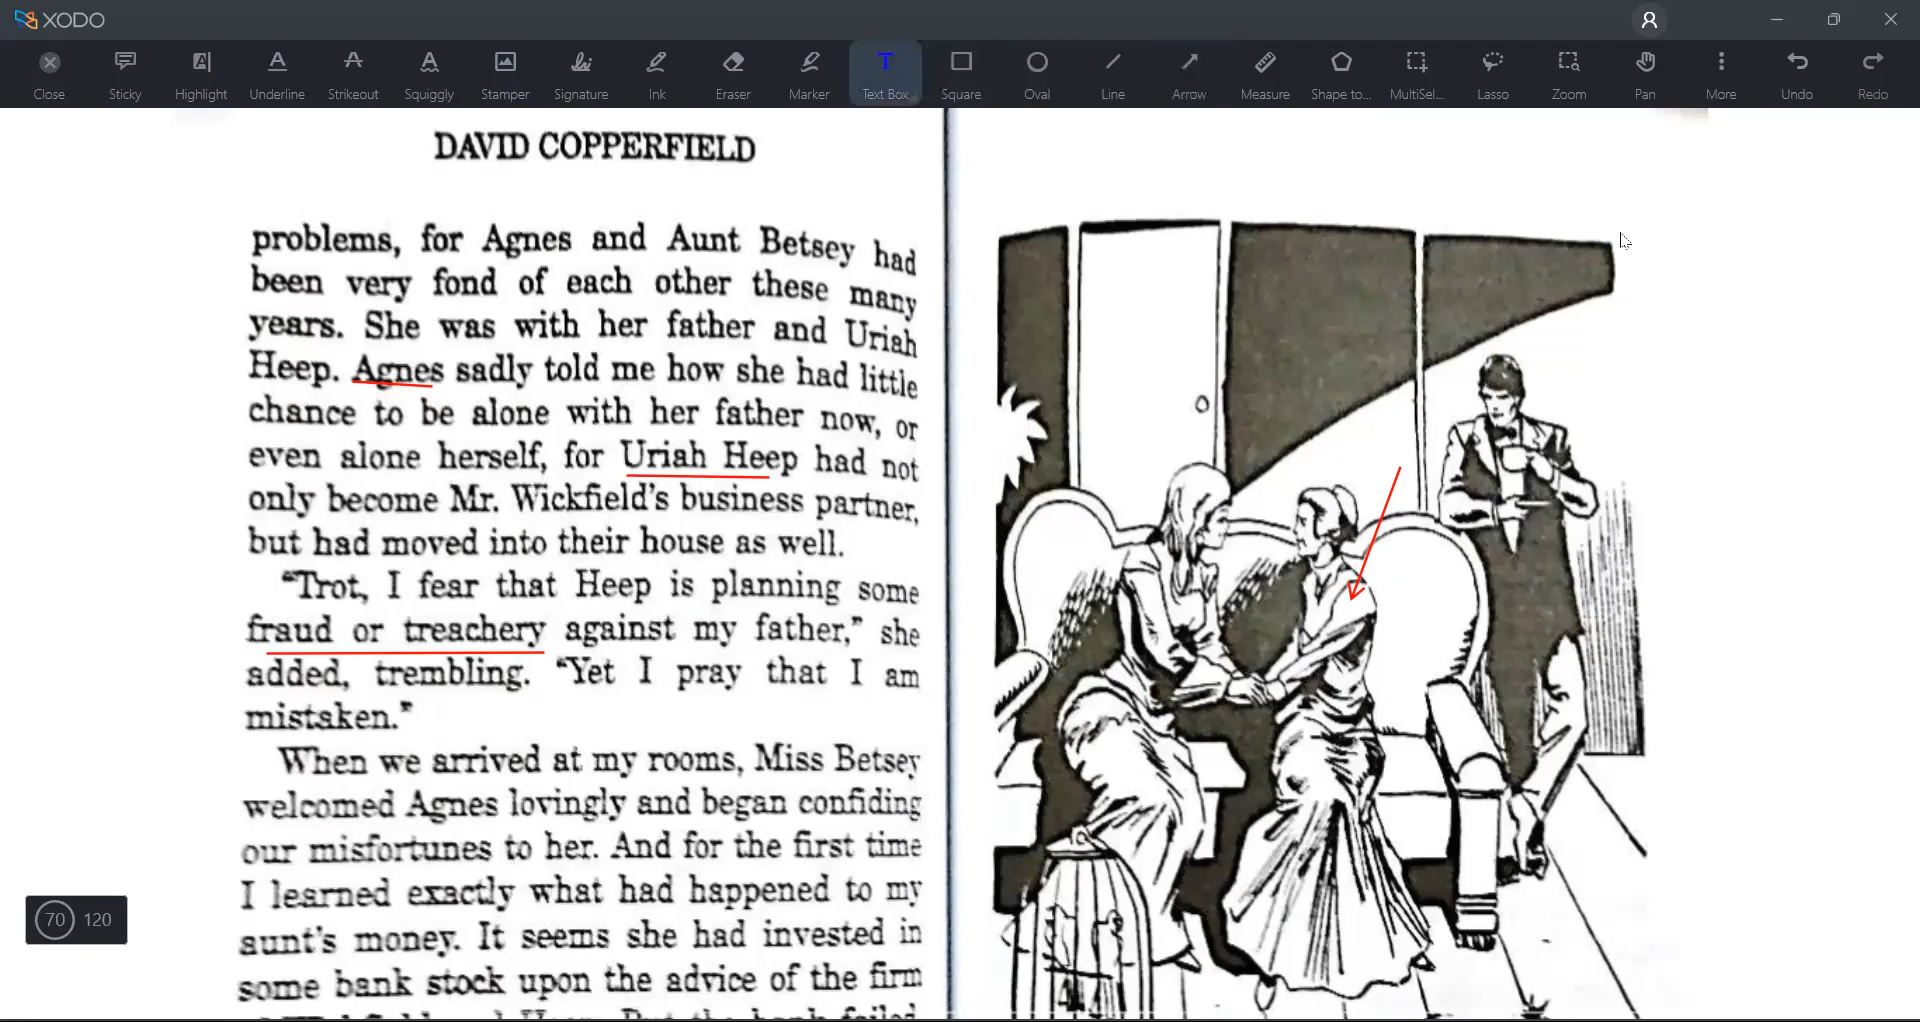 XODO
Close Sticky Highlight Underline Strikeout Squiggly Stamper Signature Ink Eraser Marker Text Box Square Oval Line Arrow Measure Shape to... MultiSel... Lasso Zoom Pan More Undo Redo
DAVID COPPERFIELD
problems, for Agnes and Aunt Betsey had
been very fond of each other these many
years. She was with her father and Uriah
Heep. Agnes sadly told me how she had little
chance to be alone with her father now, or
even alone herself, for Uriah Heep had not
only become Mr. Wickfield's business partner,
but had moved into their house as well.
"Trot, I fear that Heep is planning some
fraud or treachery against my father," she
added, trembling. "Yet I pray that I am
mistaken."
When we arrived at my rooms, Miss Betsey
welcomed Agnes lovingly and began confiding
our misfortunes to her. And for the first time
I learned exactly what had happened to my
aunt's money. It seems she had invested in
some bank stock upon the advice of the firm
Heep. But the bank failed
70 120